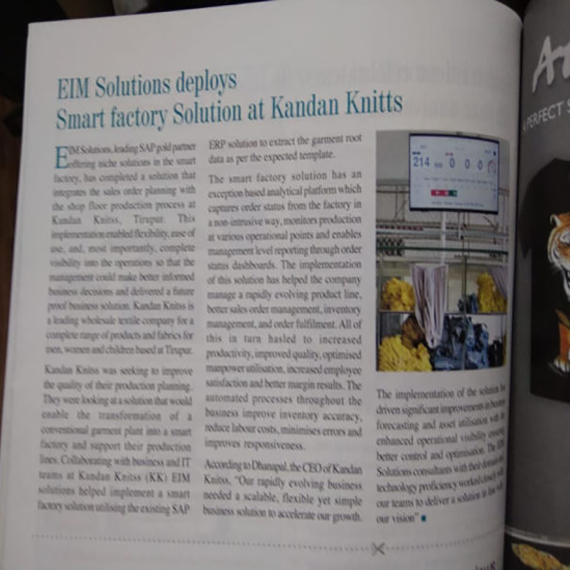 EIM Solutions deploys
Smart factory Solution at Kandan Knitts
EIM Solutions, leading SAP gold partner
offering niche solutions in the smart
factory, has completed a solution that
integrates the sales order planning with
the shop floor production process at
Kandan Knitss, Tirupur. This
implementation enabled flexibility, ease of
use, and, most importantly, complete
visibility into the operations so that the
management could make better informed
business decisions and delivered a future
proof business solution. Kandan Knitss is
a leading wholesale textile company for a
complete range of products and fabrics for
men, women and children based at Tirupur.
Kandan Knitss was seeking to improve
the quality of their production planning.
They were looking at a solution that would
enable the transformation of a
conventional garment plant into a smart
factory and support their production
lines. Collaborating with business and IT
teams at Kandan Knitss (KK) EIM
solutions helped implement a smart
factory solution utilising the existing SAP
ERP solution to extract the garment root
data as per the expected template.
The smart factory solution has an
exception based analytical platform which
captures order status from the factory in
a non-intrusive way, monitors production
at various operational points and enables
management level reporting through order
status dashboards. The implementation
of this solution has helped the company
manage a rapidly evolving product line,
better sales order management, inventory
management, and order fulfilment. All of
this in turn hasled to increased
productivity, improved quality, optimised
manpower utilisation, increased employee
satisfaction and better margin results. The
automated processes throughout the
business improve inventory accuracy,
reduce labour costs, minimises errors and
improves responsiveness.
According to Dhanapal, the CEO of Kandan
Knitss, "Our rapidly evolving business
needed a scalable, flexible yet simple
business solution to accelerate our growth.
214 0 0 0
The implementation of the solution
driven significant improvements in
forecasting and asset utilisation with
enhanced operational visibility
better control and optimisation. The
Solutions consultants with their
technology proficiency worked closely
our teams to deliver a solution in line with
our vision"
A PERFECT S